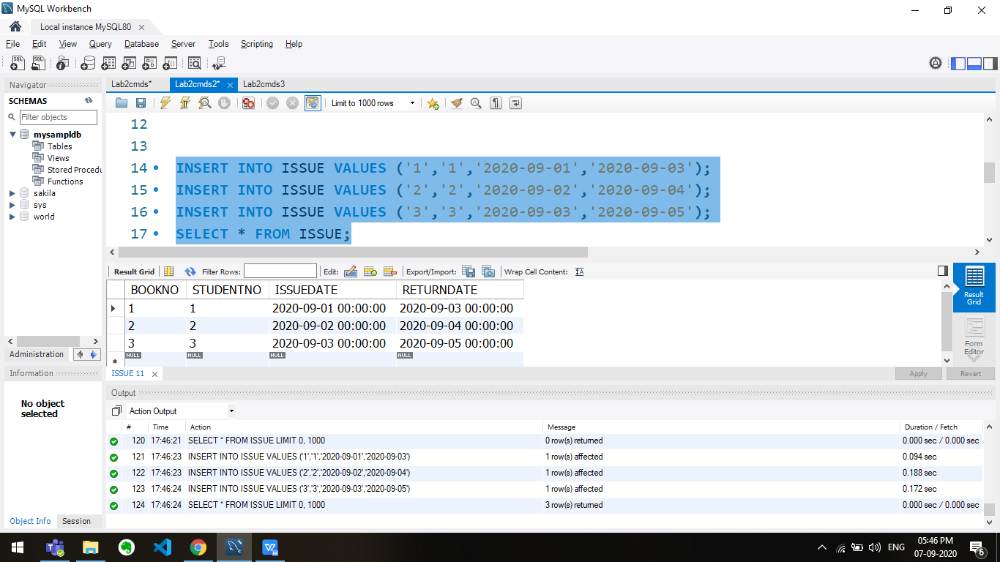 MySQL Workbench
Local instance MySQL80
File Edit View Query Database Server Tools Scripting Help
Navigator
SCHEMAS
Filter objects
mysampldb
Tables
Views
Stored Procedu
Functions
sakila
sys
world
Administration
Information
No object
selected
Object Info Session
Lab2cmds* Lab2cmds2* Lab2cmds3
Limit to 1000 rows
12
13
14 INSERT INTO ISSUE VALUES ('1','1','2020-09-01','2020-09-03');
15 INSERT INTO ISSUE VALUES ('2','2','2020-09-02','2020-09-04');
16 INSERT INTO ISSUE VALUES ('3','3','2020-09-03','2020-09-05');
17 SELECT * FROM ISSUE;
Result Grid Filter Rows: Edit: Export/Import: Wrap Cell Content:
BOOKNO STUDENTNO ISSUEDATE RETURNDATE
1 1 2020-09-01 00:00:00 2020-09-03 00:00:00
2 2 2020-09-02 00:00:00 2020-09-04 00:00:00
3 3 2020-09-03 00:00:00 2020-09-05 00:00:00
NULL NULL NULL NULL
Result
Grid
Form
Editor
ISSUE 11 Apply Revert
Output
Action Output
# Time Action Message Duration / Fetch
120 17:46:21 SELECT * FROM ISSUE LIMIT 0, 1000 0 row(s) returned 0.000 sec / 0.000 sec
121 17:46:23 INSERT INTO ISSUE VALUES ('1','1','2020-09-01','2020-09-03') 1 row(s) affected 0.094 sec
122 17:46:23 INSERT INTO ISSUE VALUES ('2','2','2020-09-02','2020-09-04') 1 row(s) affected 0.188 sec
123 17:46:24 INSERT INTO ISSUE VALUES ('3','3','2020-09-03','2020-09-05') 1 row(s) affected 0.172 sec
124 17:46:24 SELECT * FROM ISSUE LIMIT 0, 1000 3 row(s) returned 0.000 sec / 0.000 sec
ENG
05:46 PM
07-09-2020
6